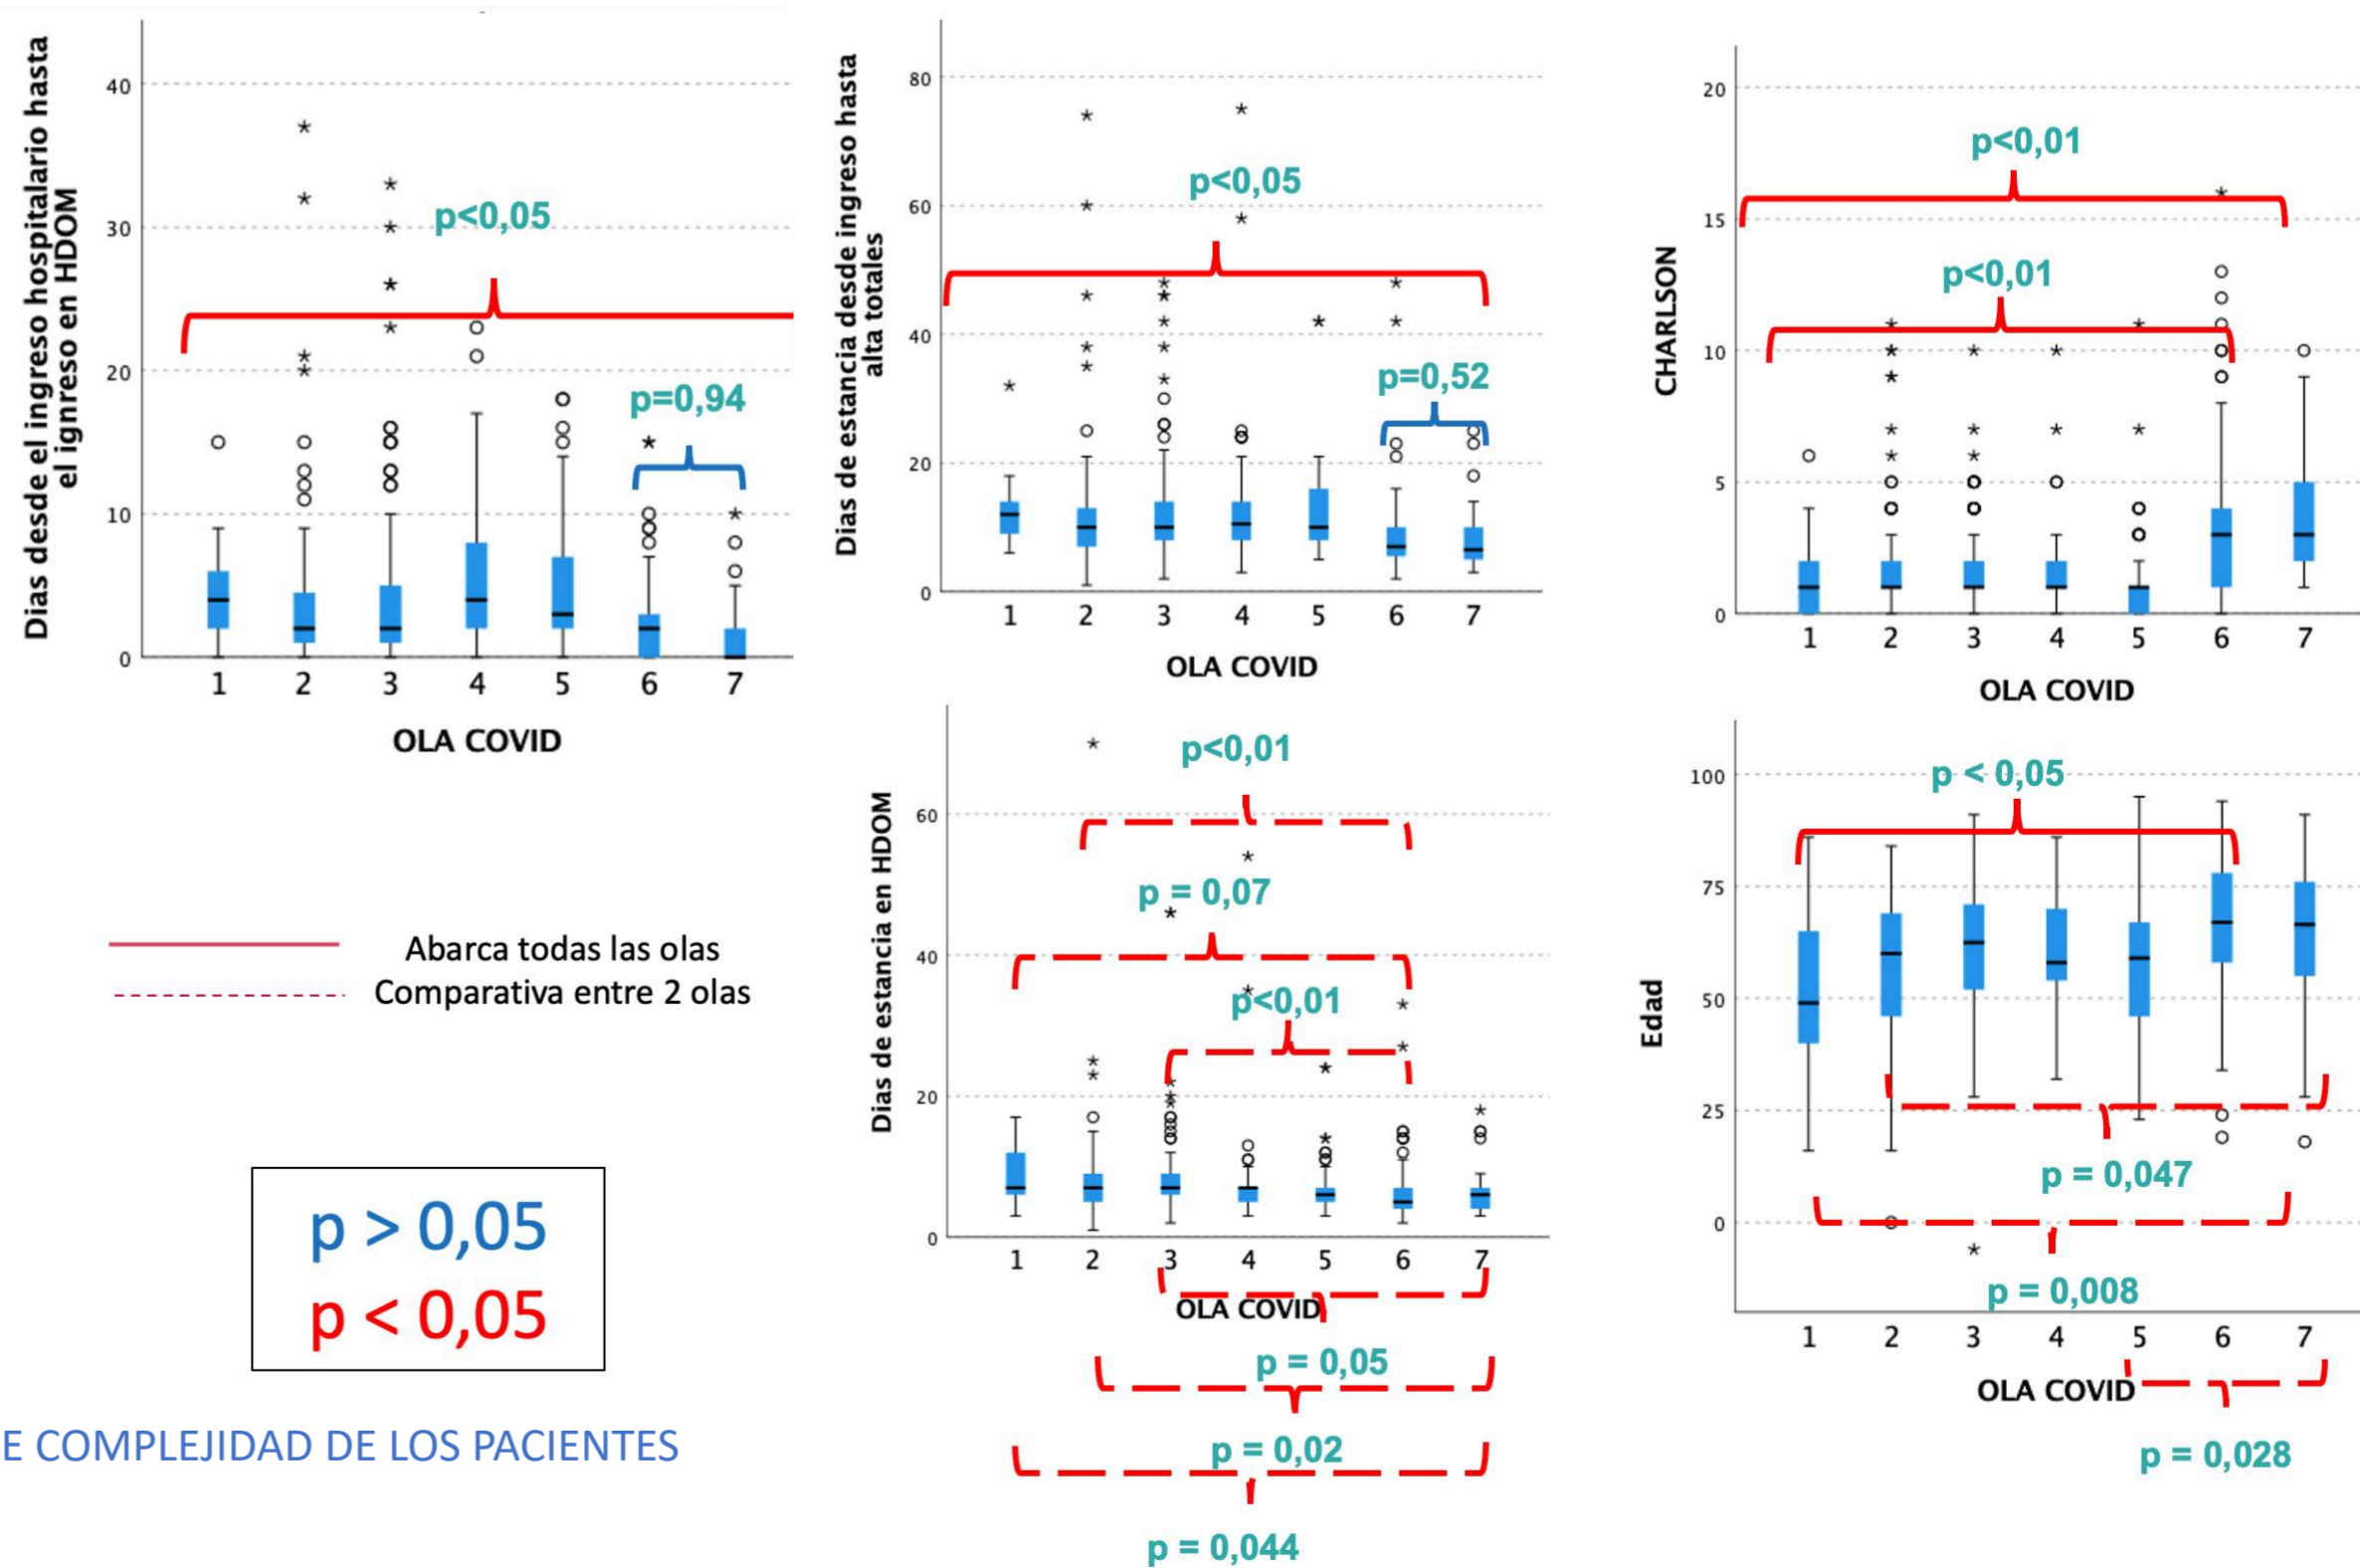 Dias desde el ingreso hospitalario hasta
el ignreso en HDOM
40
30
20
10
0
p<0,05
p=0,94
1 2 3 4 5 6 7
OLA COVID
Dias de estancia desde ingreso hasta
alta totales
80
60
40
20
0
p<0,05
p=0,52
1 2 3 4 5 6 7
OLA COVID
CHARLSON
20
15
10
5
0
p<0,01
p<0,01
1 2 3 4 5 6 7
OLA COVID
Abarca todas las olas
Comparativa entre 2 olas
p > 0,05
p < 0,05
E COMPLEJIDAD DE LOS PACIENTES
Dias de estancia en HDOM
60
40
20
0
p<0,01
p = 0,07
p<0,01
1 2 3 4 5 6 7
OLA COVID
p = 0,05
p = 0,02
p = 0,044
Edad
100
75
50
25
0
p < 0,05
p = 0,047
p = 0,008
1 2 3 4 5 6 7
OLA COVID
p = 0,028